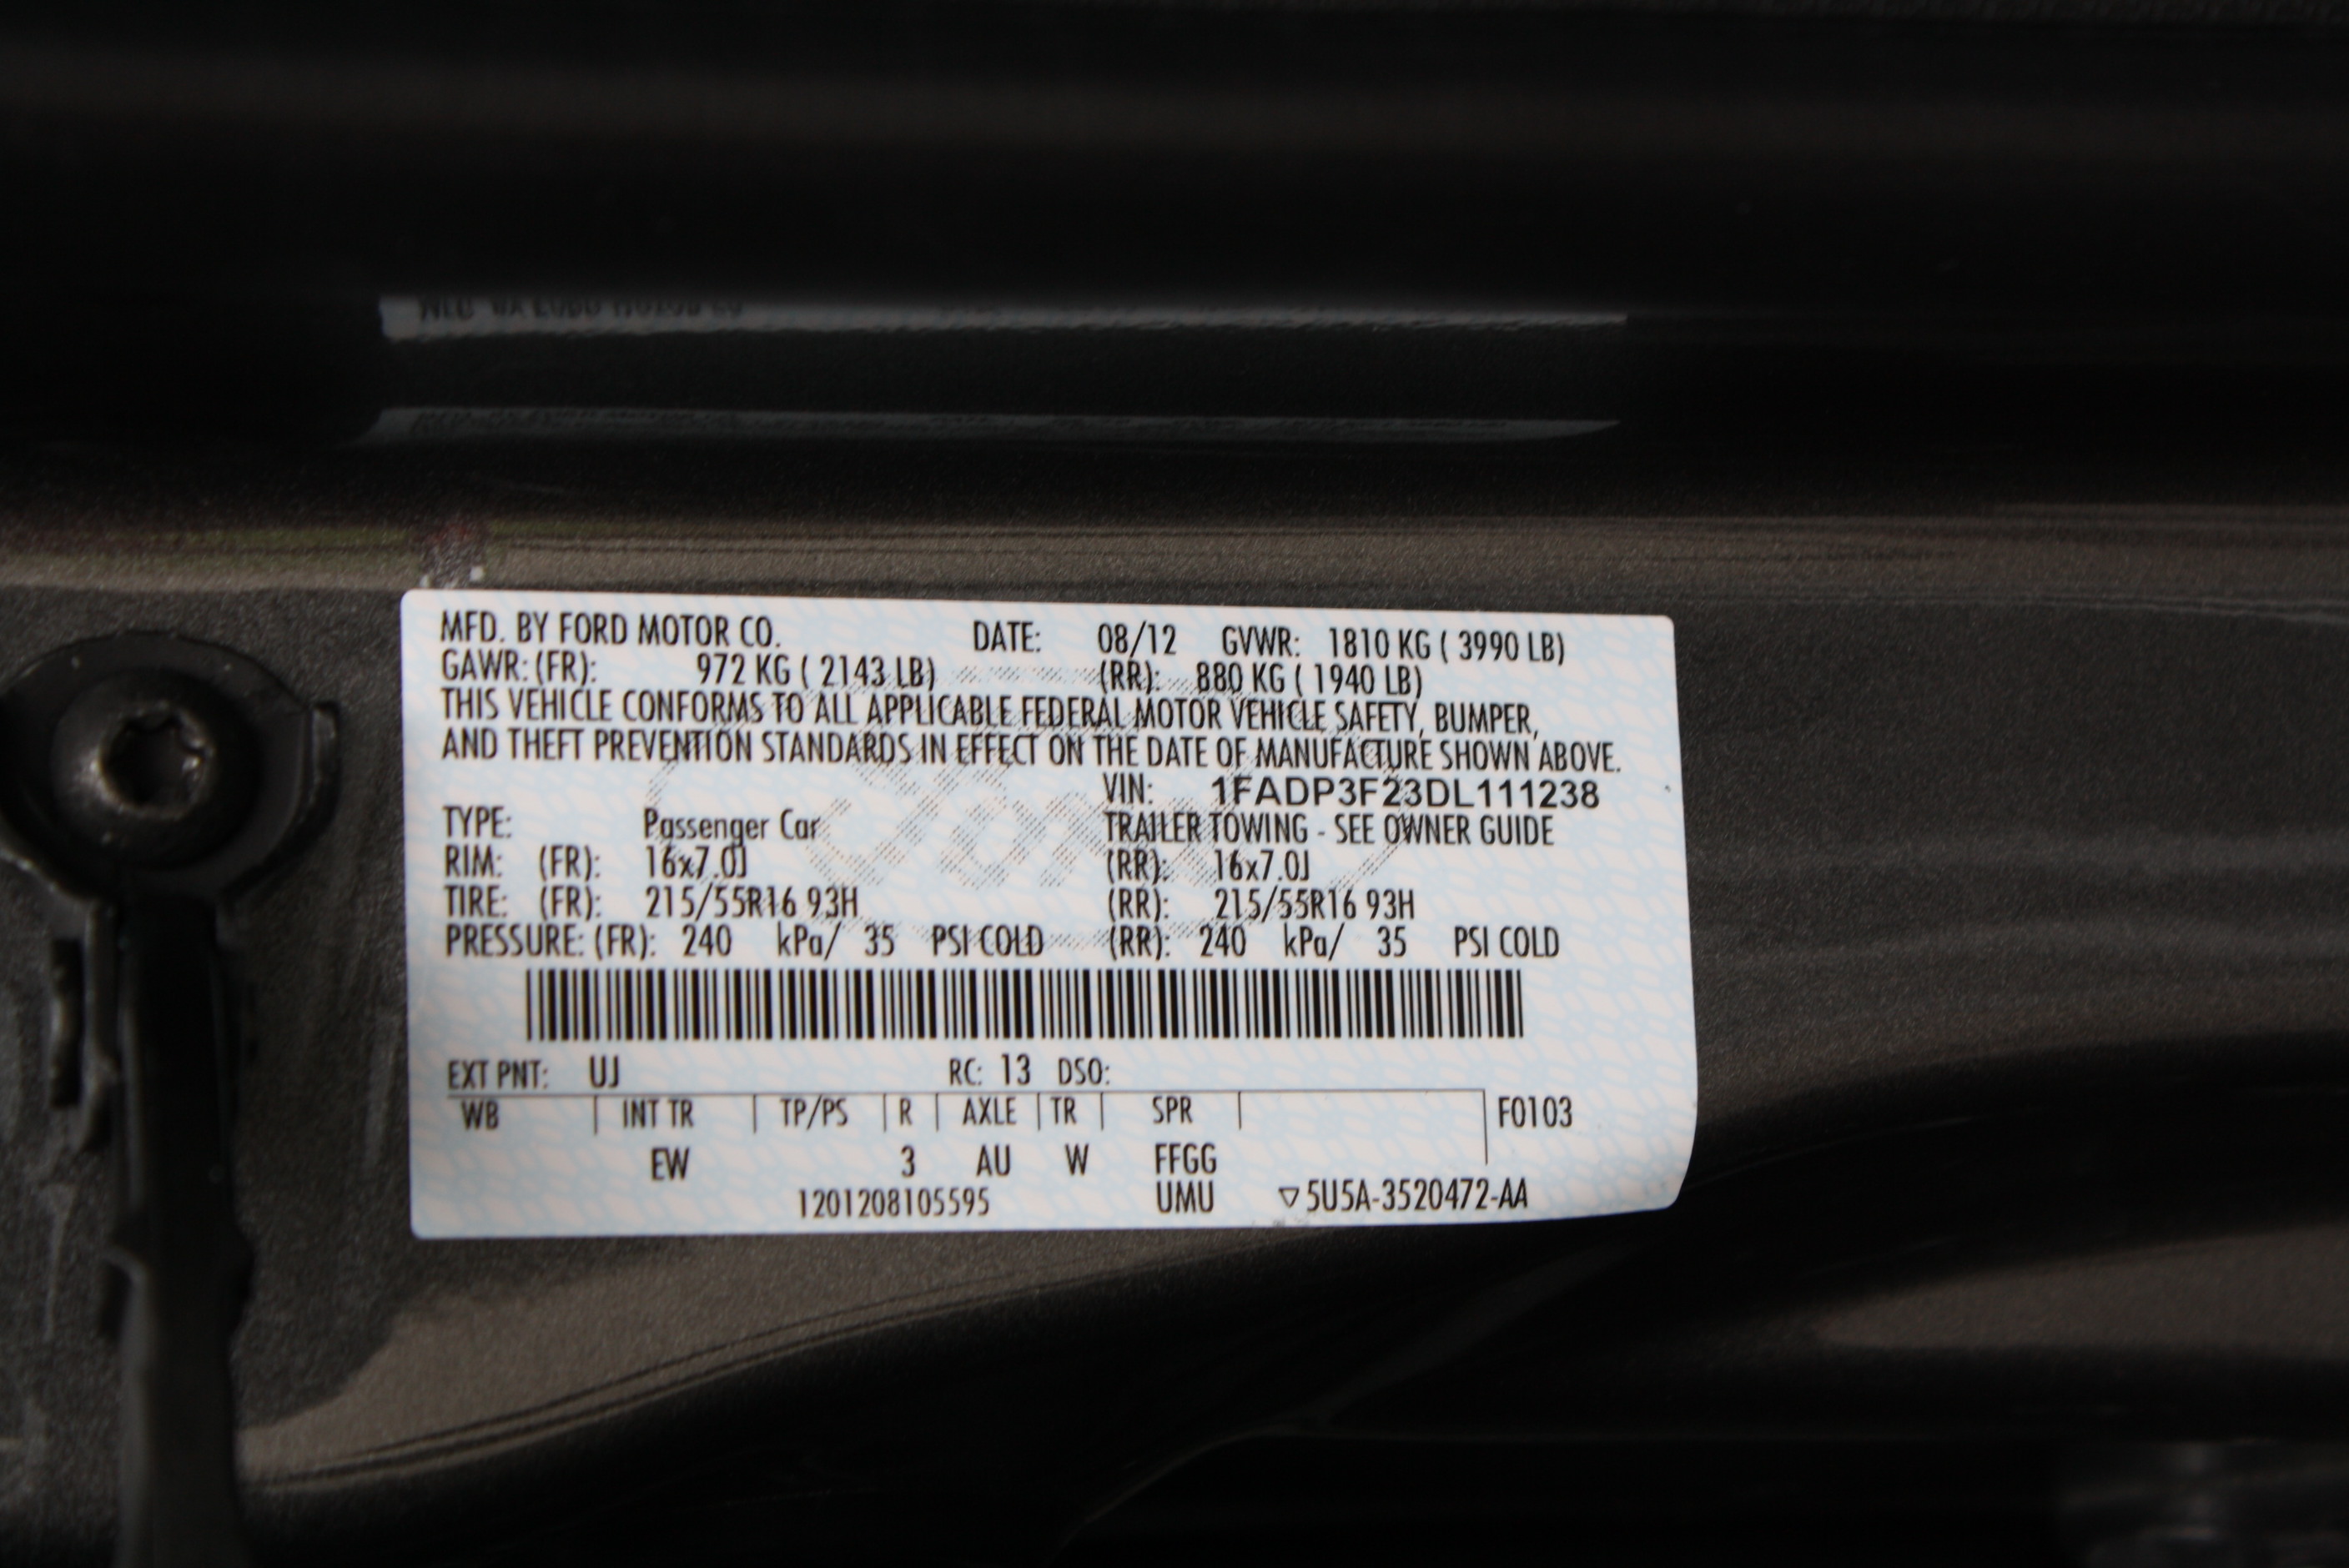 MFD. BY FORD MOTOR CO. DATE: 08/12 GVWR: 1810 KG ( 3990 LB)
GAWR: (FR): 972 KG ( 2143 LB) (RR): 880 KG ( 1940 LB)
THIS VEHICLE CONFORMS TO ALL APPLICABLE FEDERAL MOTOR VEHICLE SAFETY, BUMPER,
AND THEFT PREVENTION STANDARDS IN EFFECT ON THE DATE OF MANUFACTURE SHOWN ABOVE.
VIN: 1FADP3F23DL111238
TYPE: Passenger Car TRAILER TOWING - SEE OWNER GUIDE
RIM: (FR): 16x7.0J (RR): 16x7.0J
TIRE: (FR): 215/55R16 93H (RR): 215/55R16 93H
PRESSURE: (FR): 240 kPa/ 35 PSI COLD (RR): 240 kPa/ 35 PSI COLD
EXT PNT: UJ RC: 13 DSO:
WB | INT TR | TP/PS | R | AXLE | TR | SPR | F0103
EW 3 AU W FFGG
1201208105595 UMU ▽5U5A-3520472-AA
Ford